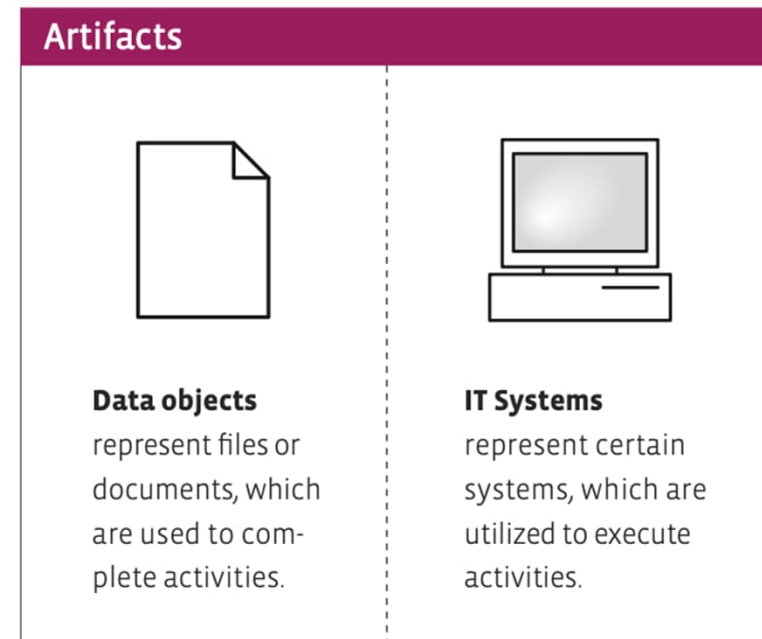 Artifacts
Data objects
represent files or
documents, which
are used to com-
plete activities.
IT Systems
represent certain
systems, which are
utilized to execute
activities.